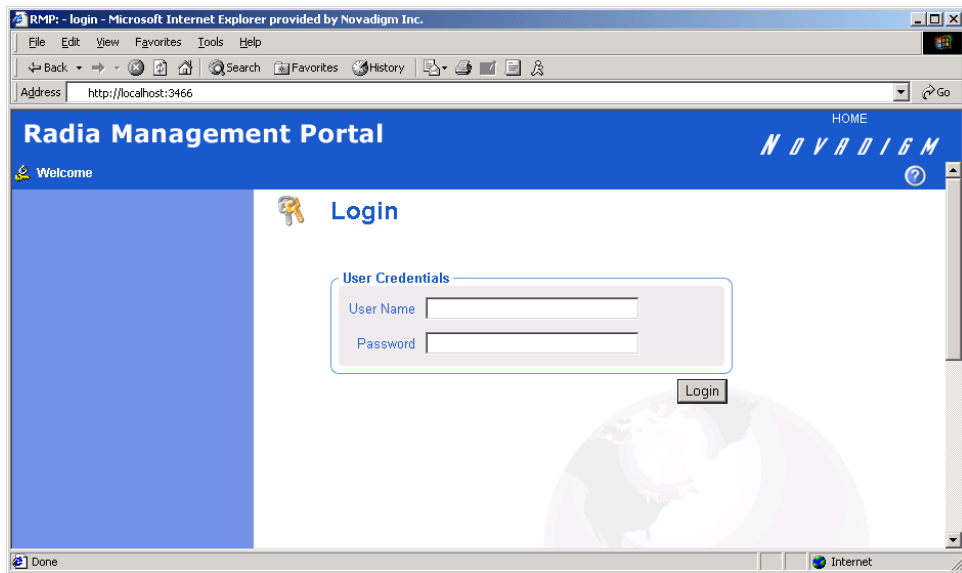 RMP: - login - Microsoft Internet Explorer provided by Novadigm Inc.
File Edit View Favorites Tools Help
Back Search Favorites History
Address http://localhost:3466 Go
HOME
Radia Management Portal
NOVADIGM
Welcome
?
Login
User Credentials
User Name
Password
Login
Done Internet